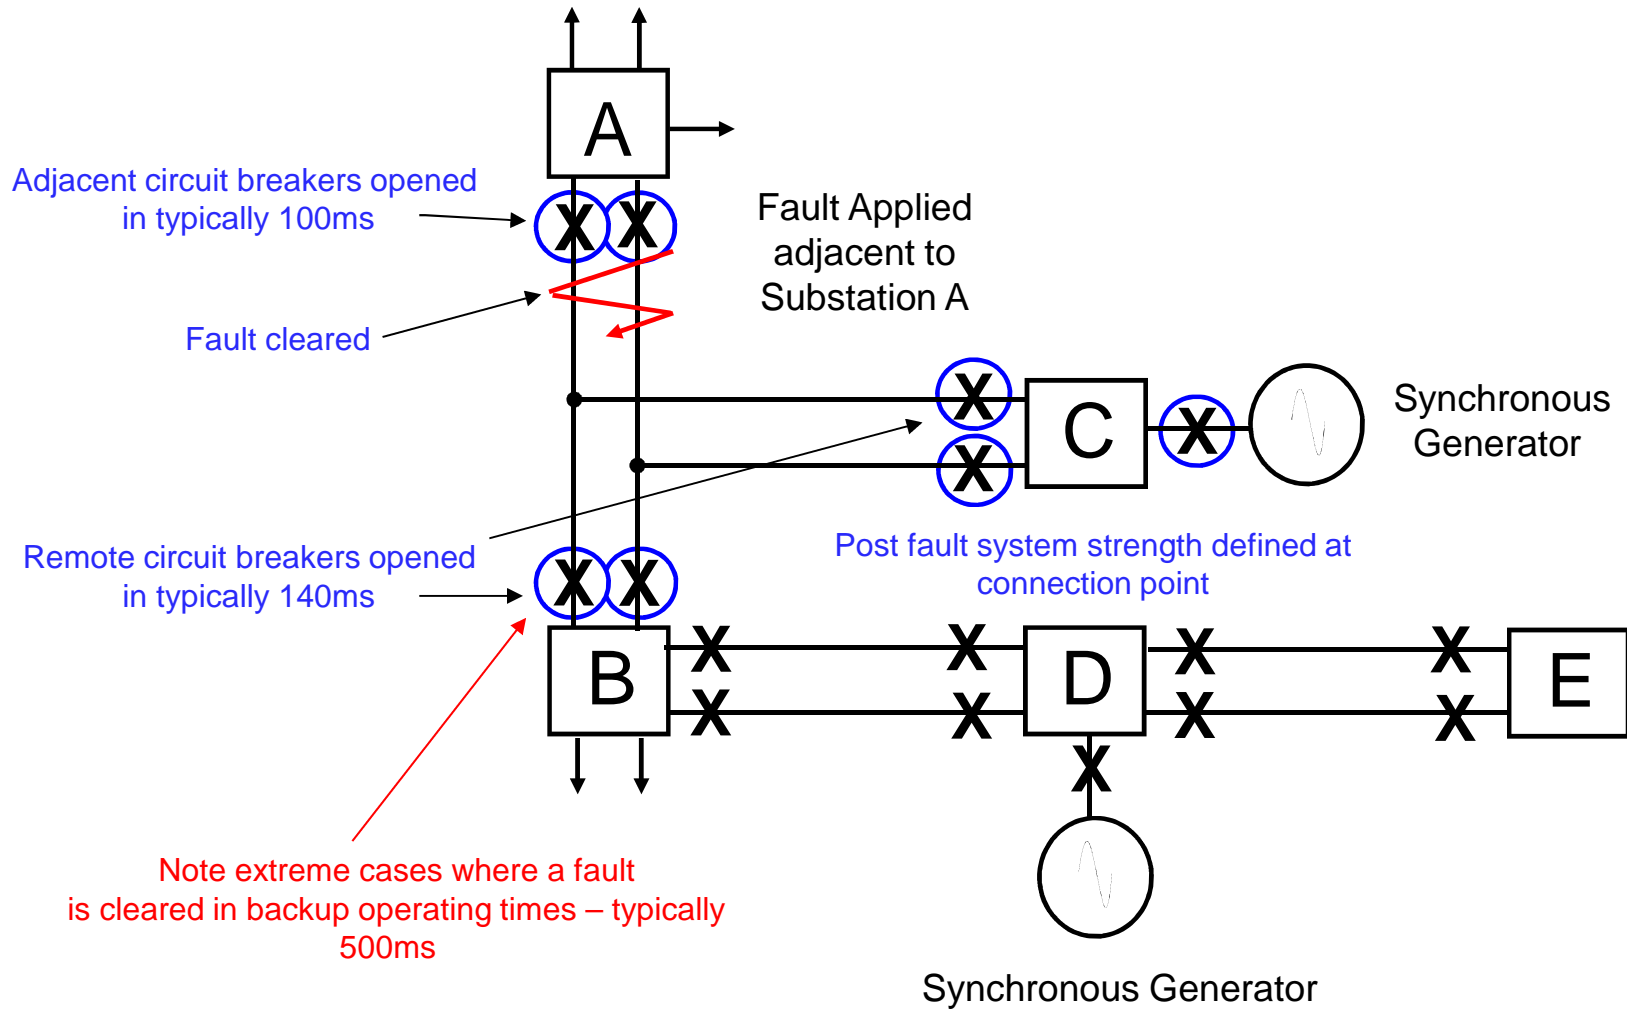 A
Adjacent circuit breakers opened
in typically 100ms
X
X
Fault Applied
adjacent to
Substation A
Fault cleared
X
X
C
X
Synchronous
Generator
Remote circuit breakers opened
in typically 140ms
Post fault system strength defined at
connection point
X
X
B
X
X
X
X
D
X
X
X
X
E
X
Note extreme cases where a fault
is cleared in backup operating times – typically
500ms
Synchronous Generator